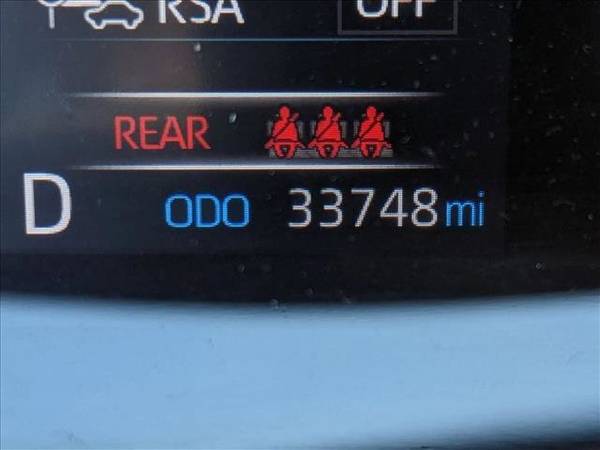 RSA OFF
REAR
D ODO 33748 mi